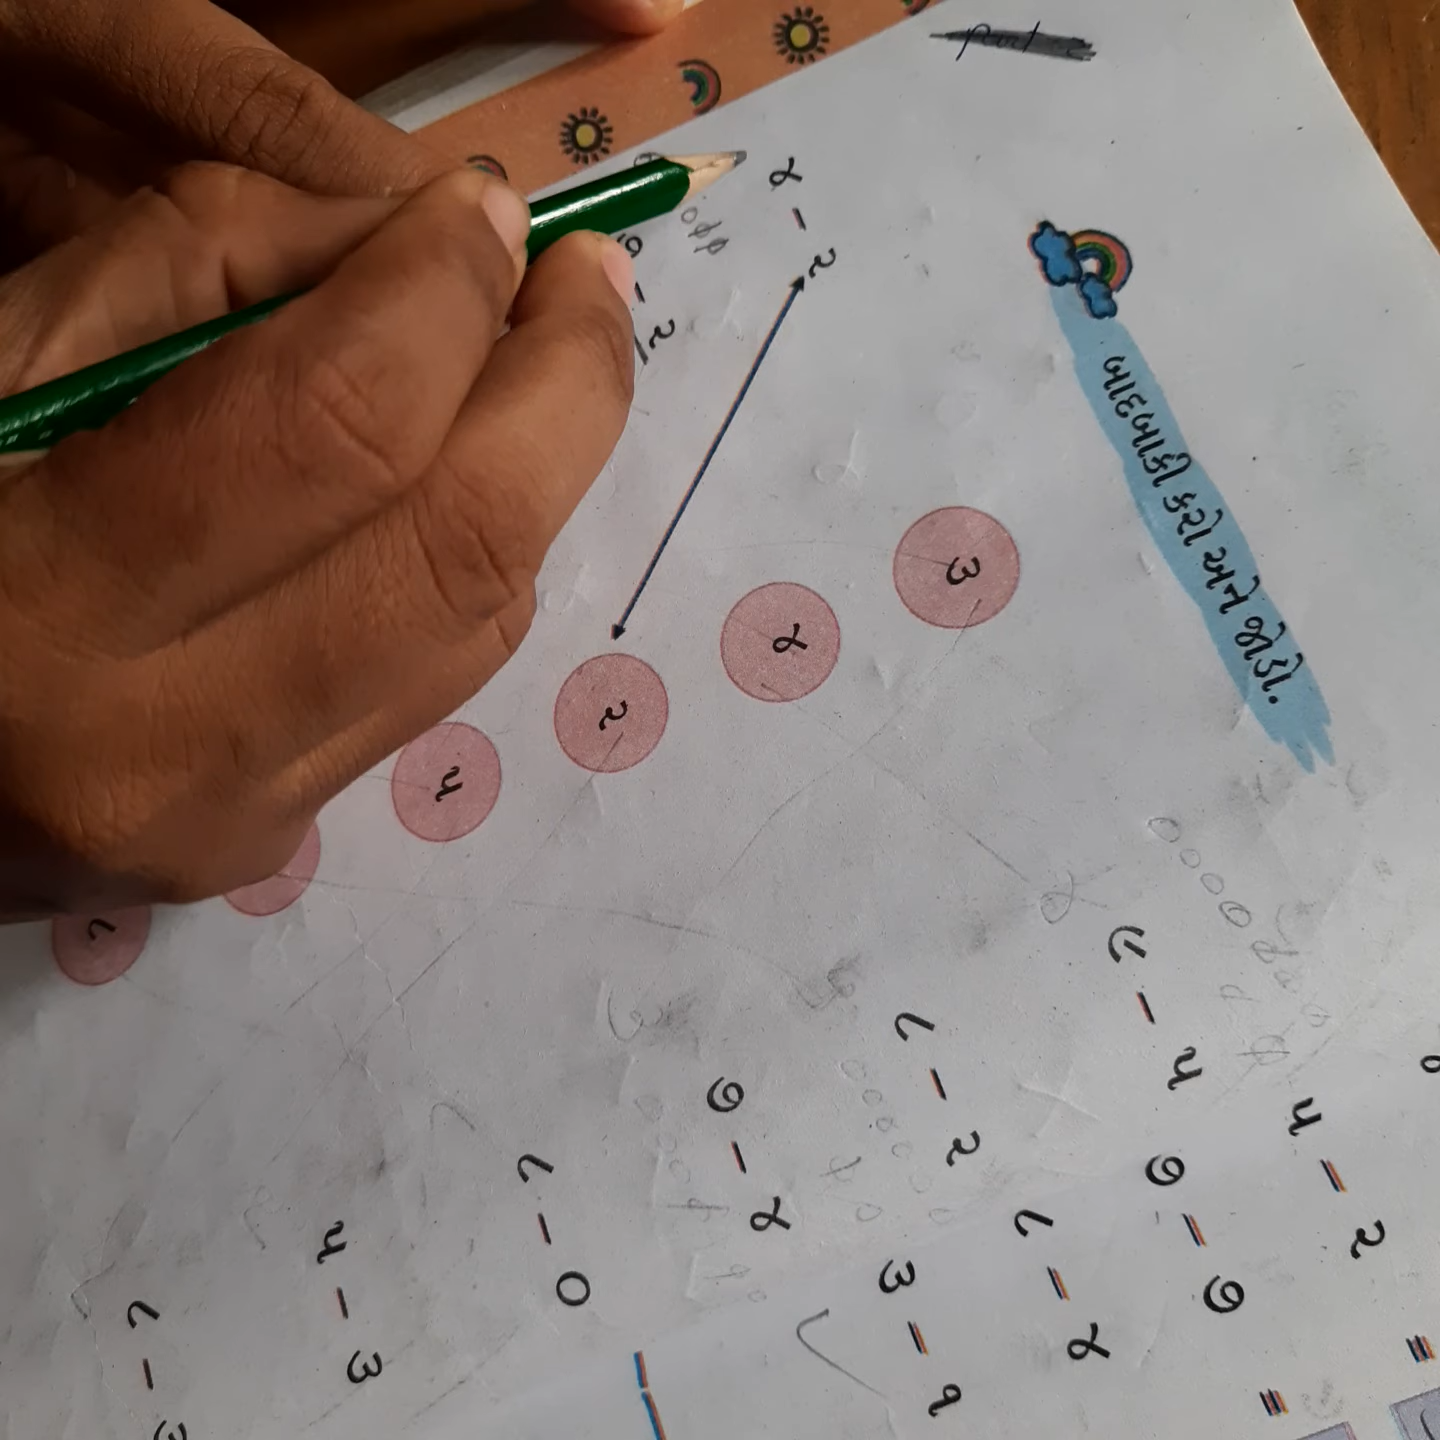 બાદબાકી કરો અને જોડો.
૪ – ૨ ૩ ૯ – ૫
૭ – ૨ ૪ ૮ – ૨
૨ ૭ – ૪
૫ ૮ – ૦
૫ – ૩
૮ ૮ – ૩
૫ – ૨ =
૭ – ૭ =
૮ – ૪
૩ – ૧